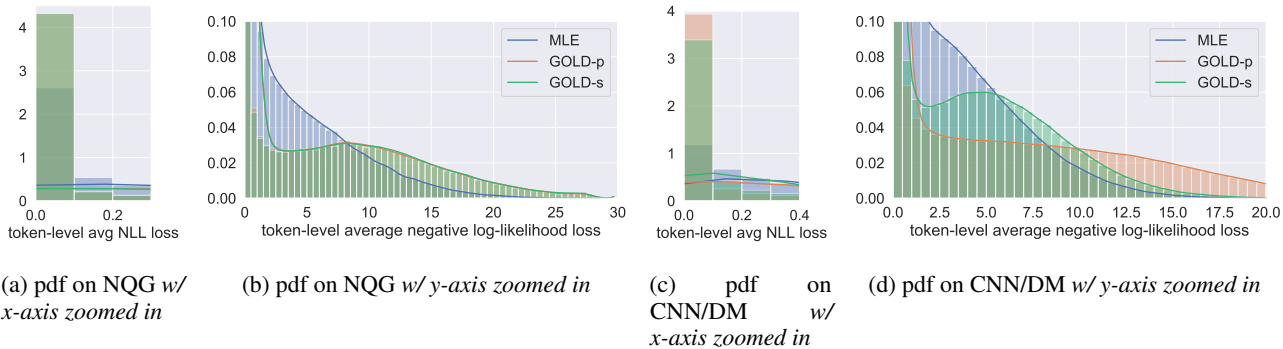 4
3
2
1
0
0.0 0.2
token-level avg NLL loss
0.10
0.08
0.06
0.04
0.02
0.00
0 5 10 15 20 25 30
token-level average negative log-likelihood loss
MLE
GOLD-p
GOLD-s
4
3
2
1
0
0.0 0.2 0.4
token-level avg NLL loss
0.10
0.08
0.06
0.04
0.02
0.00
0.0 2.5 5.0 7.5 10.0 12.5 15.0 17.5 20.0
token-level average negative log-likelihood loss
MLE
GOLD-p
GOLD-s
(a) pdf on NQG w/
x-axis zoomed in
(b) pdf on NQG w/ y-axis zoomed in
(c) pdf on
CNN/DM w/
x-axis zoomed in
(d) pdf on CNN/DM w/ y-axis zoomed in